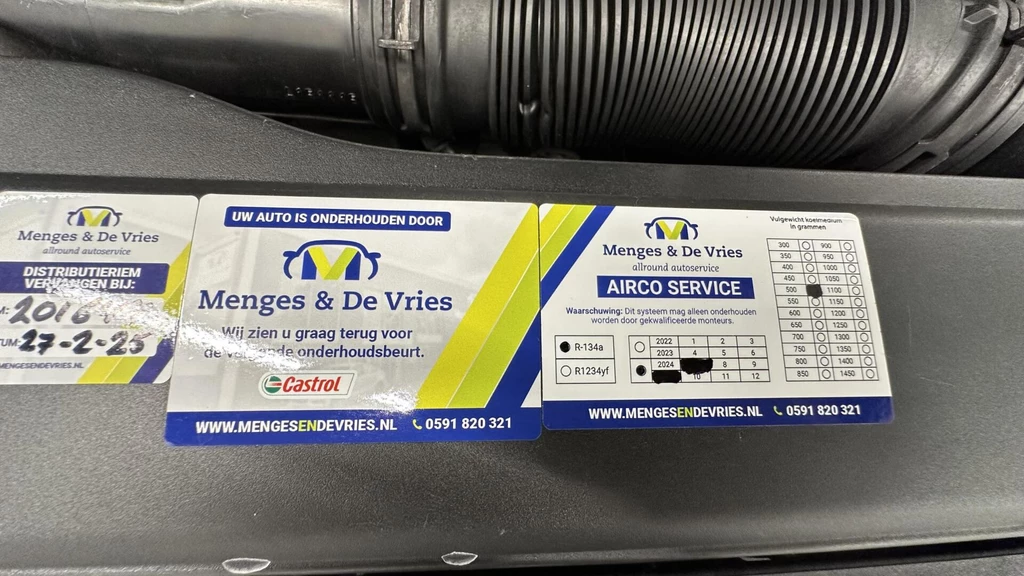 Menges & De Vries
allround autoservice
DISTRIBUTIERIEM
VERVANGEN BIJ:
2016
27-2-25
UW AUTO IS ONDERHOUDEN DOOR
Menges & De Vries
Wij zien u graag terug voor
de volgende onderhoudsbeurt.
Castrol
WWW.MENGESENDEVRIES.NL 0591 820 321
Menges & De Vries
allround autoservice
AIRCO SERVICE
Waarschuwing: Dit systeem mag alleen onderhouden
worden door gekwalificeerde monteurs.
R-134a
R1234yf
2022 1 2 3
2023 4 5 6
2024 8 9
10 11 12
Vulgewicht koelmedium
in grammen
300 900
350 950
400 1000
450 1050
500 1100
550 1150
600 1200
650 1250
700 1300
750 1350
800 1400
850 1450
WWW.MENGESENDEVRIES.NL 0591 820 321